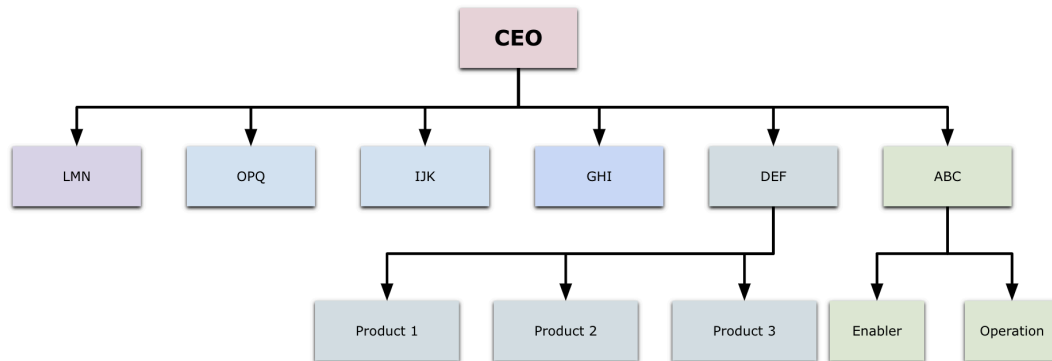 CEO
LMN
OPQ
IJK
GHI
DEF
ABC
Product 1
Product 2
Product 3
Enabler
Operation